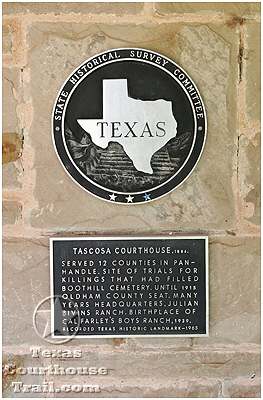 STATE HISTORICAL SURVEY COMMITTEE
TEXAS
TASCOSA COURTHOUSE, 1884.
SERVED 12 COUNTIES IN PAN-
HANDLE. SITE OF TRIALS FOR
KILLINGS THAT HAD FILLED
BOOTHILL CEMETERY. UNTIL 1915
OLDHAM COUNTY SEAT. MANY
YEARS HEADQUARTERS, JULIAN
BIVINS RANCH. BIRTHPLACE OF
CAL FARLEY'S BOYS RANCH, 1939.
RECORDED TEXAS HISTORIC LANDMARK—1965
Texas
Courthouse
Trail.com